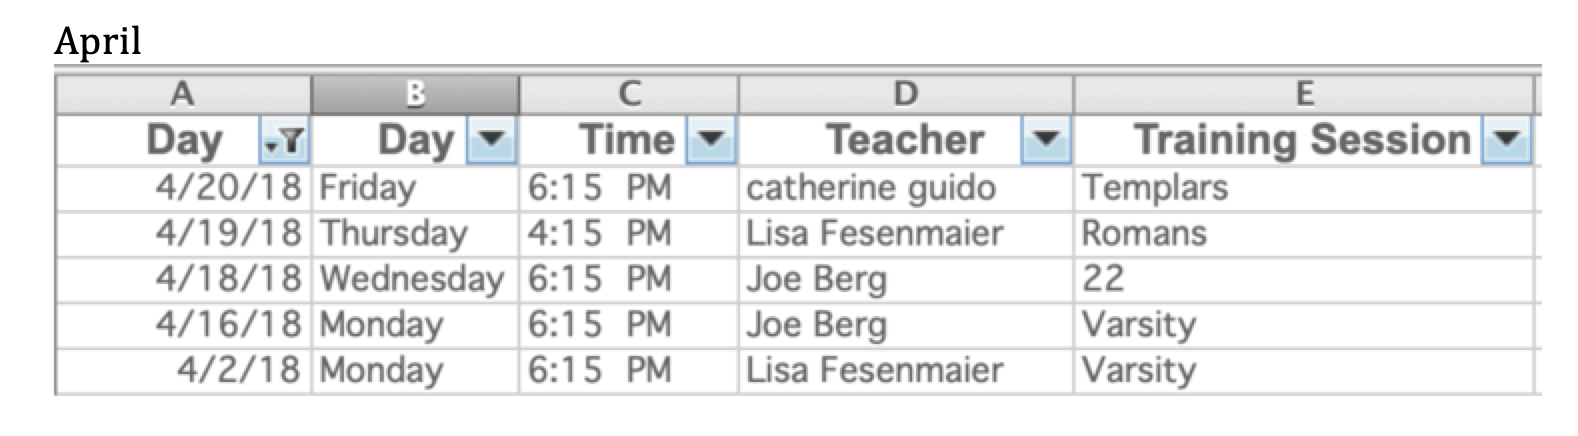 April
A B C D E
Day Day Time Teacher Training Session
4/20/18 Friday 6:15 PM catherine guido Templars
4/19/18 Thursday 4:15 PM Lisa Fesenmaier Romans
4/18/18 Wednesday 6:15 PM Joe Berg 22
4/16/18 Monday 6:15 PM Joe Berg Varsity
4/2/18 Monday 6:15 PM Lisa Fesenmaier Varsity